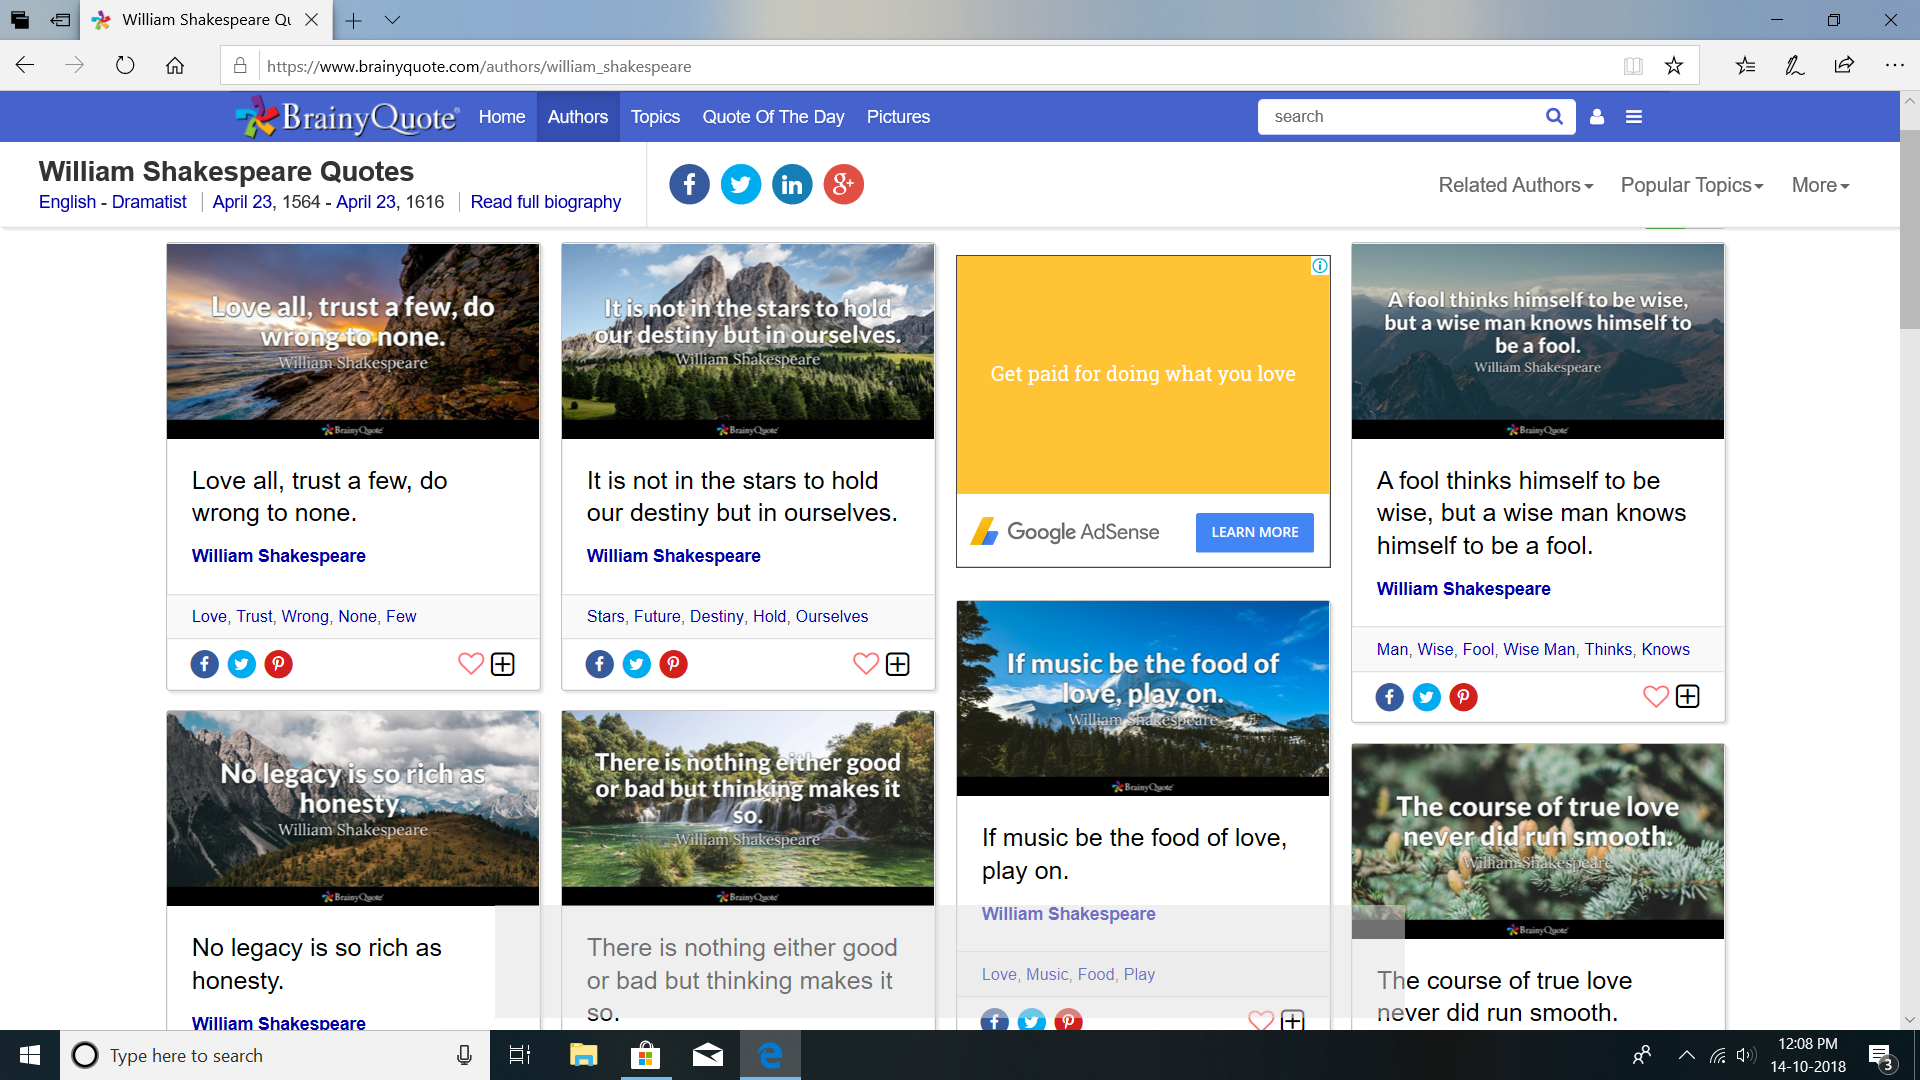 William Shakespeare Qu
https://www.brainyquote.com/authors/william_shakespeare
BrainyQuote® Home Authors Topics Quote Of The Day Pictures search
William Shakespeare Quotes
English - Dramatist April 23, 1564 - April 23, 1616 Read full biography
Related Authors Popular Topics More
Love all, trust a few, do
wrong to none.
William Shakespeare
BrainyQuote®
Love all, trust a few, do
wrong to none.
William Shakespeare
Love, Trust, Wrong, None, Few
It is not in the stars to hold
our destiny but in ourselves.
William Shakespeare
BrainyQuote®
It is not in the stars to hold
our destiny but in ourselves.
William Shakespeare
Stars, Future, Destiny, Hold, Ourselves
Get paid for doing what you love
Google AdSense LEARN MORE
A fool thinks himself to be wise,
but a wise man knows himself to
be a fool.
William Shakespeare
BrainyQuote®
A fool thinks himself to be
wise, but a wise man knows
himself to be a fool.
William Shakespeare
Man, Wise, Fool, Wise Man, Thinks, Knows
No legacy is so rich as
honesty.
William Shakespeare
BrainyQuote®
No legacy is so rich as
honesty.
William Shakespeare
There is nothing either good
or bad but thinking makes it
so.
William Shakespeare
BrainyQuote®
There is nothing either good
or bad but thinking makes it
so.
If music be the food of
love, play on.
William Shakespeare
BrainyQuote®
If music be the food of love,
play on.
William Shakespeare
Love, Music, Food, Play
The course of true love
never did run smooth.
William Shakespeare
BrainyQuote®
The course of true love
never did run smooth.
Type here to search
12:08 PM
14-10-2018
3